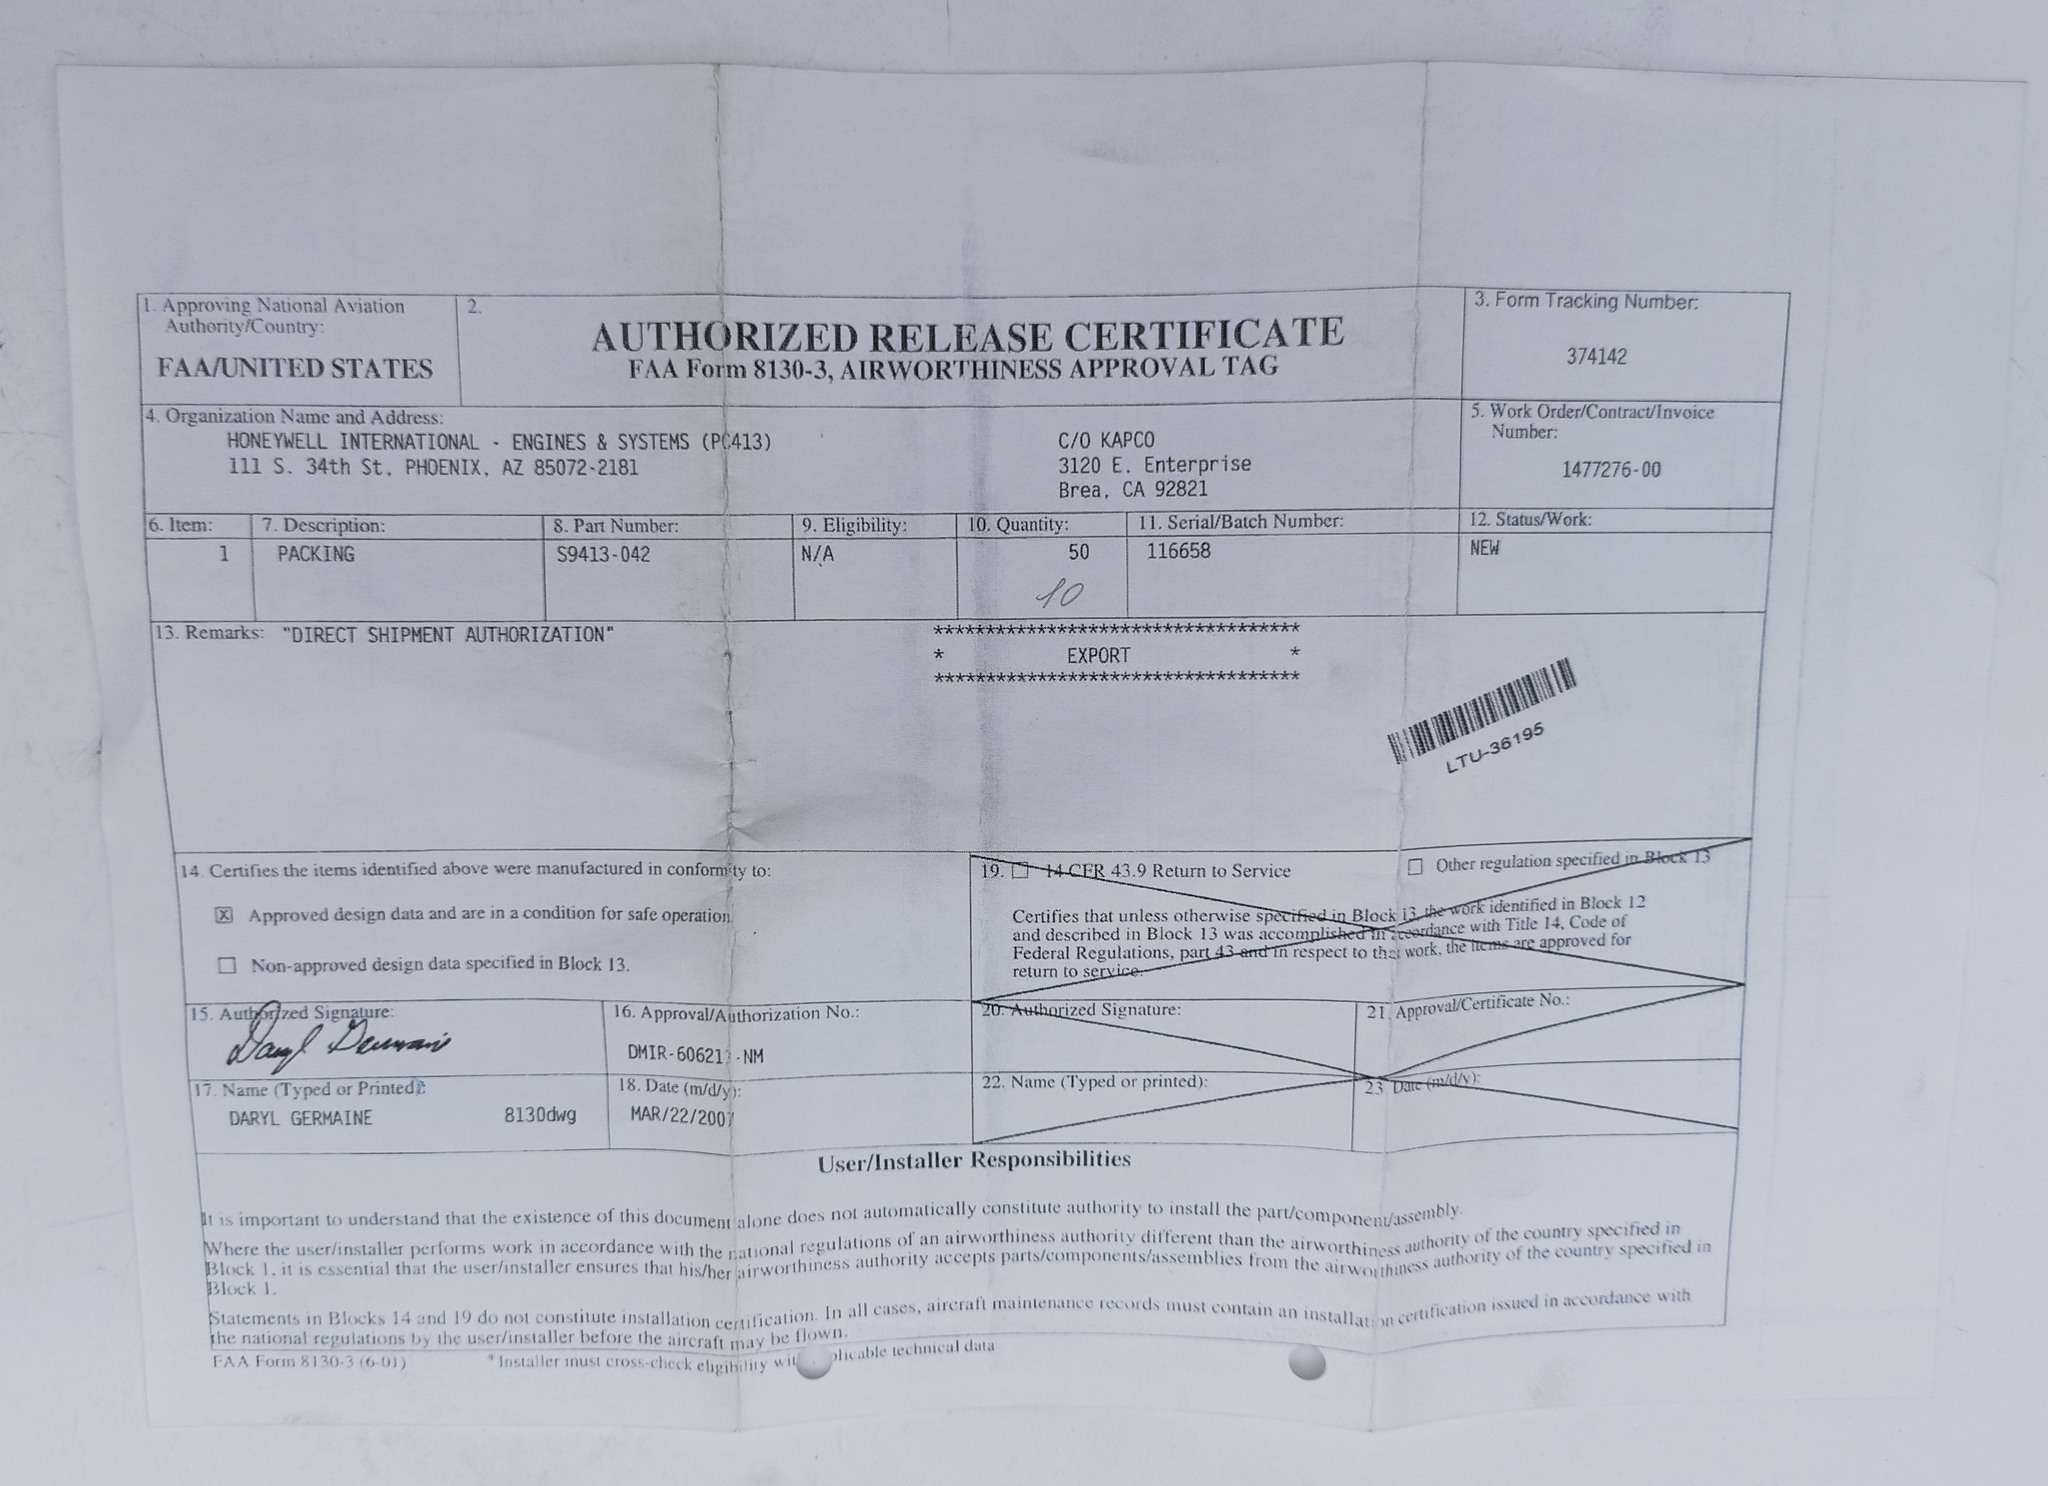 1. Approving National Aviation
Authority/Country:
FAA/UNITED STATES
2.
AUTHORIZED RELEASE CERTIFICATE
FAA Form 8130-3, AIRWORTHINESS APPROVAL TAG
3. Form Tracking Number:
374142
4. Organization Name and Address:
HONEYWELL INTERNATIONAL - ENGINES & SYSTEMS (PC413)
111 S. 34th St, PHOENIX, AZ 85072-2181
C/O KAPCO
3120 E. Enterprise
Brea, CA 92821
5. Work Order/Contract/Invoice
Number:
1477276-00
6. Item: 7. Description: 8. Part Number: 9. Eligibility: 10. Quantity: 11. Serial/Batch Number: 12. Status/Work:
1 PACKING S9413-042 N/A 50 116658 NEW
10
13. Remarks: "DIRECT SHIPMENT AUTHORIZATION"
***********************************
* EXPORT *
***********************************
LTU-36195
14. Certifies the items identified above were manufactured in conformity to:
X Approved design data and are in a condition for safe operation.
Non-approved design data specified in Block 13.
19. 14 CFR 43.9 Return to Service Other regulation specified in Block 13
Certifies that unless otherwise specified in Block 13, the work identified in Block 12
and described in Block 13 was accomplished in accordance with Title 14, Code of
Federal Regulations, part 43 and in respect to that work, the items are approved for
return to service.
15. Authorized Signature:
Daryl Germaine
16. Approval/Authorization No.:
DMIR-606213-NM
20. Authorized Signature:
21. Approval/Certificate No.:
17. Name (Typed or Printed):
DARYL GERMAINE 8130dwg
18. Date (m/d/y):
MAR/22/2007
22. Name (Typed or printed):
23. Date (m/d/y):
User/Installer Responsibilities
It is important to understand that the existence of this document alone does not automatically constitute authority to install the part/component/assembly.
Where the user/installer performs work in accordance with the national regulations of an airworthiness authority different than the airworthiness authority of the country specified in
Block 1, it is essential that the user/installer ensures that his/her airworthiness authority accepts parts/components/assemblies from the airworthiness authority of the country specified in
Block 1.
Statements in Blocks 14 and 19 do not constitute installation certification. In all cases, aircraft maintenance records must contain an installation certification issued in accordance with
the national regulations by the user/installer before the aircraft may be flown.
FAA Form 8130-3 (6-01) * Installer must cross-check eligibility technical data